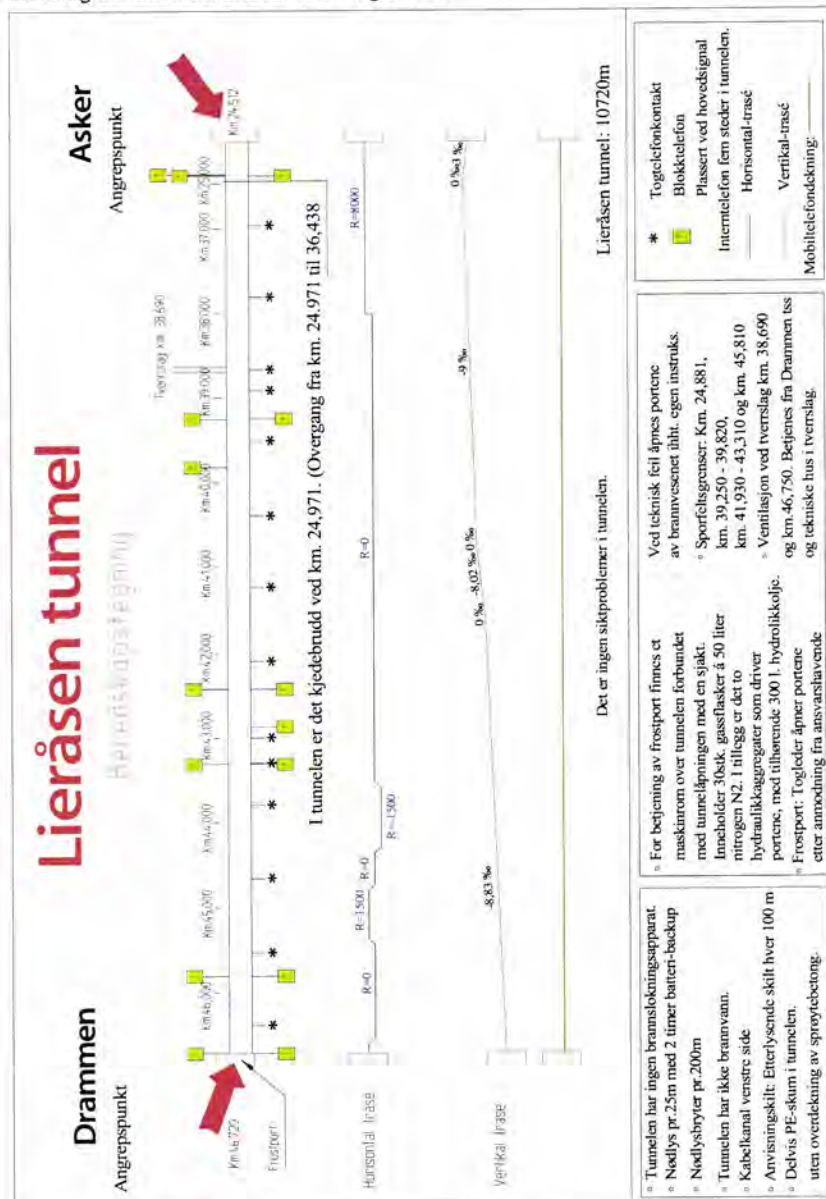 Lieråsen tunnel
Beredskapstegning
Drammen
Angrepspunkt
Asker
Angrepspunkt
Km.46,720
Km.46,000
Km.45,000
Km.44,000
Km.43,000
Km.42,000
Km.41,000
Km.40,000
Km.39,000
Tverrslag km. 38.690
Km.38,000
Km.37,000
Km.25,000
Km.24.512
Frostport
I tunnelen er det kjedebrudd ved km. 24,971. (Overgang fra km. 24.971 til 36,438
Horisontal trase
R=0
R=1500
R=0
R=-1500
R=0
R=8000
Vertikal trase
-8,83 ‰
0 ‰
-8,02 ‰
0 ‰
-9 ‰
0 ‰
3 ‰
Det er ingen siktproblemer i tunnelen.
Lieråsen tunnel: 10720m
▫ Tunnelen har ingen brannslokningsapparat.
▫ Nødlys pr.25m med 2 timer batteri-backup
▫ Nødlysbryter pr.200m
▫ Tunnelen har ikke brannvann.
▫ Kabelkanal venstre side
▫ Anvisningskilt: Etterlysende skilt hver 100 m
▫ Delvis PE-skum i tunnelen.
uten overdekning av sprøytebetong.
▫ For betjening av frostport finnes et
maskinrom over tunnelen forbundet
med tunnelåpningen med en sjakt.
Inneholder 30stk. gassflasker á 50 liter
nitrogen N2. I tillegg er det to
hydraulikkaggregater som driver
portene, med tilhørende 300 l. hydrolikkolje.
▫ Frostport: Togleder åpner portene
etter anmodning fra ansvarshavende
Ved teknisk feil åpnes portene
av brannvesenet ihht. egen instruks.
▫ Sporfeltsgrenser: Km. 24,881,
km. 39,250 - 39,820,
km. 41,930 - 43,310 og km. 45,810
▫ Ventilasjon ved tverrslag km. 38,690
og km.46,750. Betjenes fra Drammen tss
og tekniske hus i tverrslag.
* Togtelefonkontakt
Blokktelefon
Plassert ved hovedsignal
Interntelefon fem steder i tunnelen.
Horisontal-trasé
Vertikal-trasé
Mobiltelefondekning: